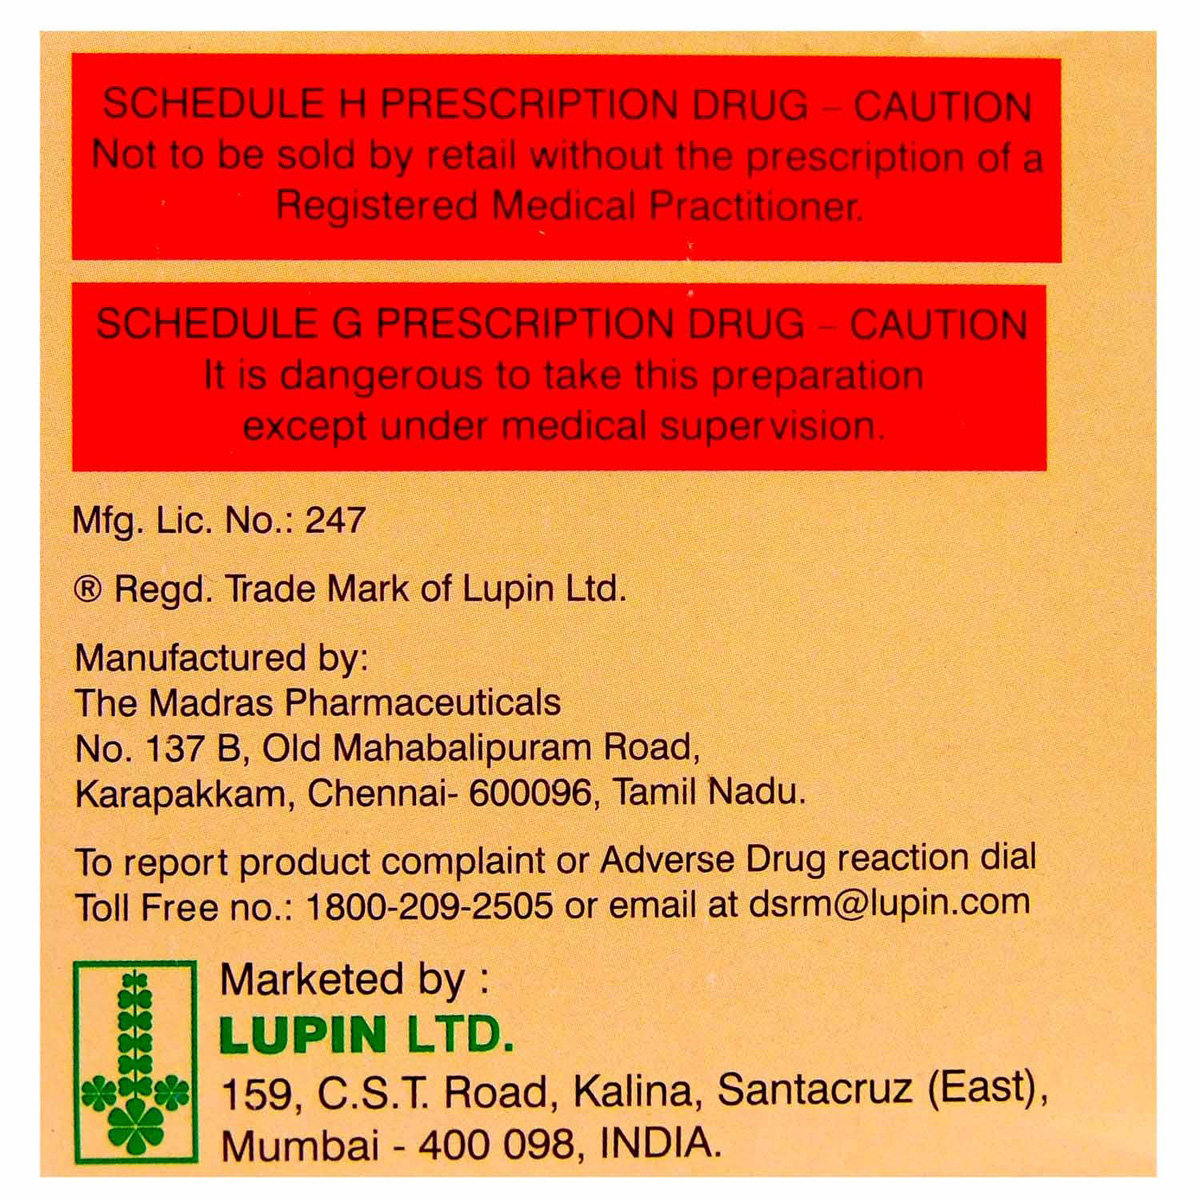 SCHEDULE H PRESCRIPTION DRUG – CAUTION
Not to be sold by retail without the prescription of a
Registered Medical Practitioner.
SCHEDULE G PRESCRIPTION DRUG – CAUTION
It is dangerous to take this preparation
except under medical supervision.
Mfg. Lic. No.: 247
® Regd. Trade Mark of Lupin Ltd.
Manufactured by:
The Madras Pharmaceuticals
No. 137 B, Old Mahabalipuram Road,
Karapakkam, Chennai- 600096, Tamil Nadu.
To report product complaint or Adverse Drug reaction dial
Toll Free no.: 1800-209-2505 or email at dsrm@lupin.com
Marketed by :
LUPIN LTD.
159, C.S.T. Road, Kalina, Santacruz (East),
Mumbai - 400 098, INDIA.